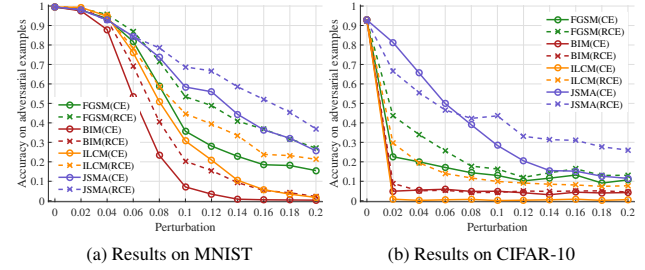 Accuracy on adversarial examples
1
0.9
0.8
0.7
0.6
0.5
0.4
0.3
0.2
0.1
0
FGSM(CE)
FGSM(RCE)
BIM(CE)
BIM(RCE)
ILCM(CE)
ILCM(RCE)
JSMA(CE)
JSMA(RCE)
0 0.02 0.04 0.06 0.08 0.1 0.12 0.14 0.16 0.18 0.2
Perturbation
(a) Results on MNIST
Accuracy on adversarial examples
1
0.9
0.8
0.7
0.6
0.5
0.4
0.3
0.2
0.1
0
FGSM(CE)
FGSM(RCE)
BIM(CE)
BIM(RCE)
ILCM(CE)
ILCM(RCE)
JSMA(CE)
JSMA(RCE)
0 0.02 0.04 0.06 0.08 0.1 0.12 0.14 0.16 0.18 0.2
Perturbation
(b) Results on CIFAR-10